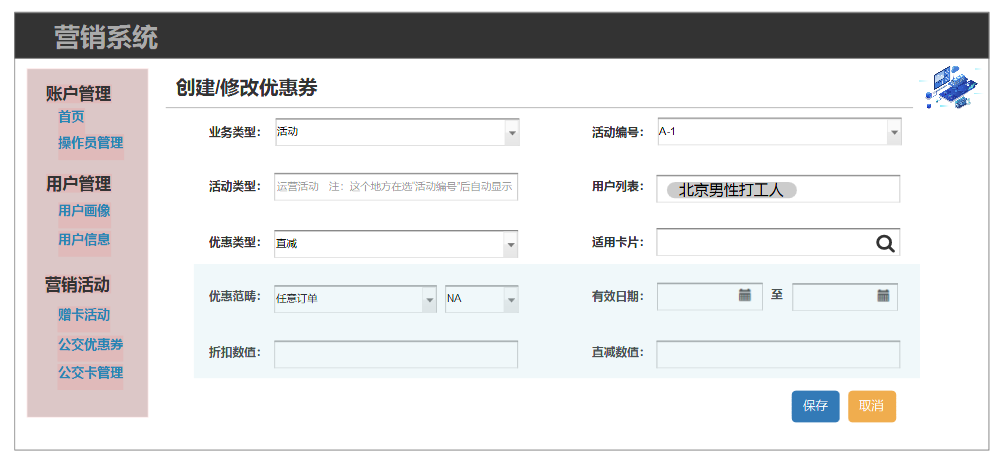 营销系统
账户管理
首页
操作员管理
用户管理
用户画像
用户信息
营销活动
赠卡活动
公交优惠券
公交卡管理
创建/修改优惠券
业务类型： 活动 活动编号： A-1
活动类型： 运营活动 注：这个地方在选“活动编号”后自动显示 用户列表： 北京男性打工人
优惠类型： 直减 适用卡片：
优惠范畴： 任意订单 NA 有效日期： 至
折扣数值： 直减数值：
保存 取消